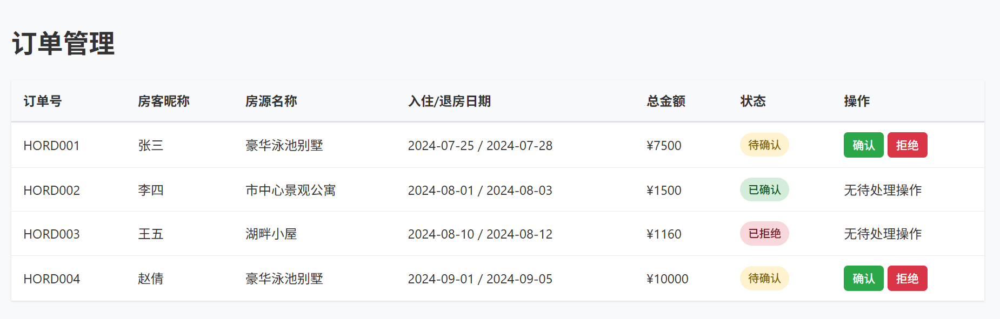 订单管理
订单号 房客昵称 房源名称 入住/退房日期 总金额 状态 操作
HORD001 张三 豪华泳池别墅 2024-07-25 / 2024-07-28 ¥7500 待确认 确认 拒绝
HORD002 李四 市中心景观公寓 2024-08-01 / 2024-08-03 ¥1500 已确认 无待处理操作
HORD003 王五 湖畔小屋 2024-08-10 / 2024-08-12 ¥1160 已拒绝 无待处理操作
HORD004 赵倩 豪华泳池别墅 2024-09-01 / 2024-09-05 ¥10000 待确认 确认 拒绝